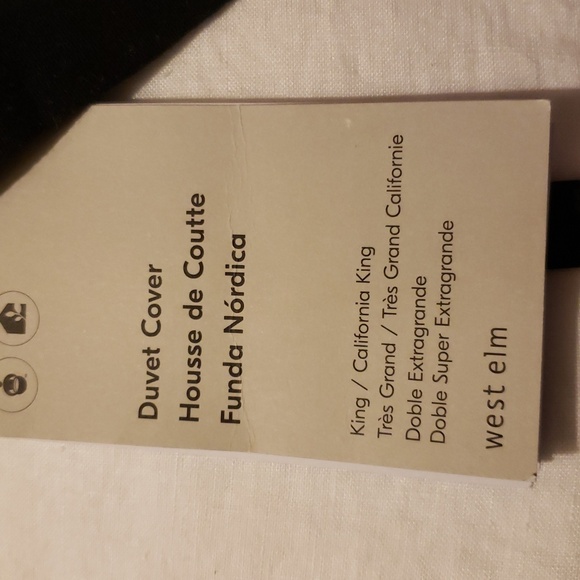 Duvet Cover
Housse de Coutte
Funda Nórdica
King / California King
Très Grand / Très Grand Californie
Doble Extragrande
Doble Super Extragrande
west elm